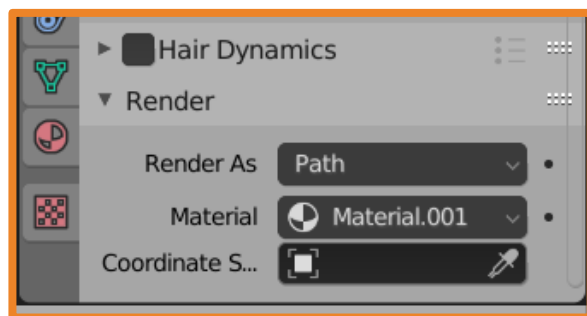 Hair Dynamics
Render
Render As Path
Material Material.001
Coordinate S...